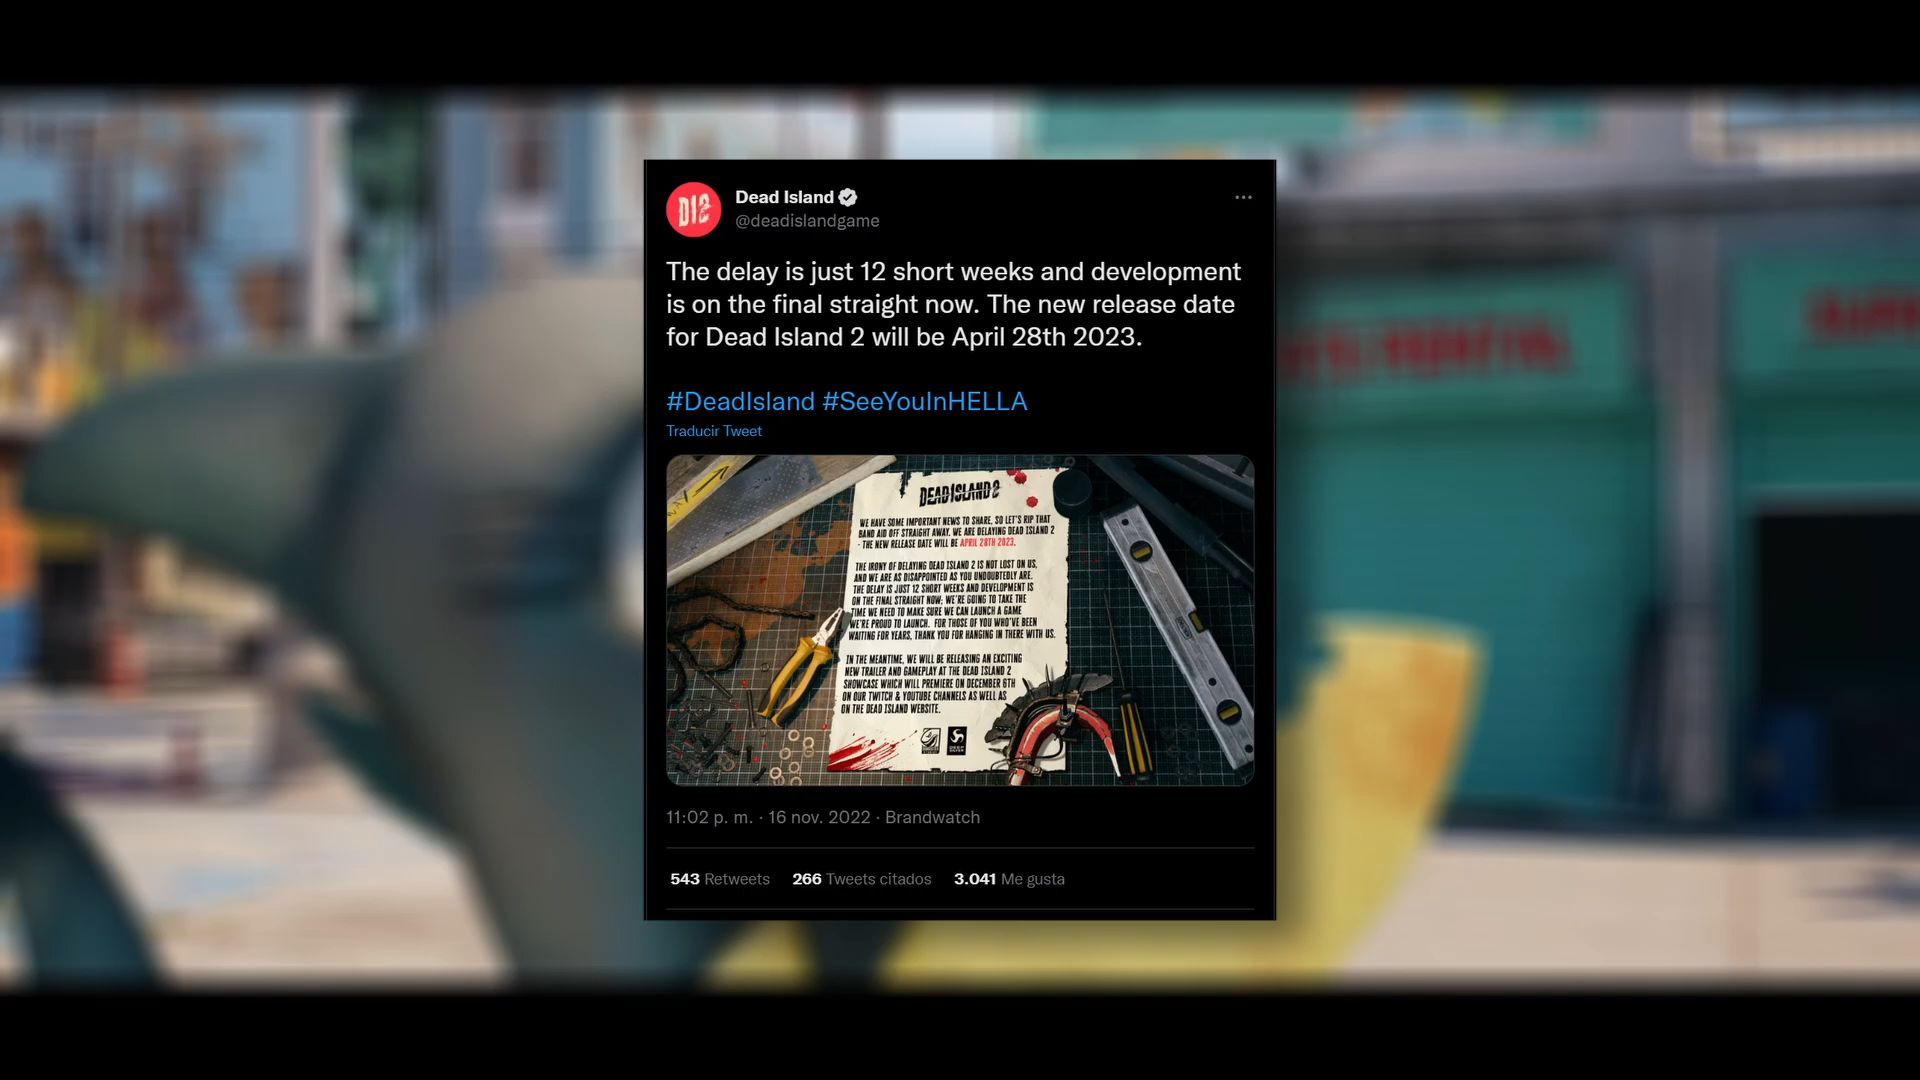 DI2
Dead Island
@deadislandgame
The delay is just 12 short weeks and development
is on the final straight now. The new release date
for Dead Island 2 will be April 28th 2023.
#DeadIsland #SeeYouInHELLA
Traducir Tweet
DEAD ISLAND 2
WE HAVE SOME IMPORTANT NEWS TO SHARE, SO LET'S RIP THAT
BAND AID OFF STRAIGHT AWAY. WE ARE DELAYING DEAD ISLAND 2
- THE NEW RELEASE DATE WILL BE APRIL 28TH 2023.
THE IRONY OF DELAYING DEAD ISLAND 2 IS NOT LOST ON US,
AND WE ARE AS DISAPPOINTED AS YOU UNDOUBTEDLY ARE.
THE DELAY IS JUST 12 SHORT WEEKS AND DEVELOPMENT IS
ON THE FINAL STRAIGHT NOW; WE'RE GOING TO TAKE THE
TIME WE NEED TO MAKE SURE WE CAN LAUNCH A GAME
WE'RE PROUD TO LAUNCH. FOR THOSE OF YOU WHO'VE BEEN
WAITING FOR YEARS, THANK YOU FOR HANGING IN THERE WITH US.
IN THE MEANTIME, WE WILL BE RELEASING AN EXCITING
NEW TRAILER AND GAMEPLAY AT THE DEAD ISLAND 2
SHOWCASE WHICH WILL PREMIERE ON DECEMBER 6TH
ON OUR TWITCH & YOUTUBE CHANNELS AS WELL AS
ON THE DEAD ISLAND WEBSITE.
11:02 p. m. · 16 nov. 2022 · Brandwatch
543 Retweets 266 Tweets citados 3.041 Me gusta